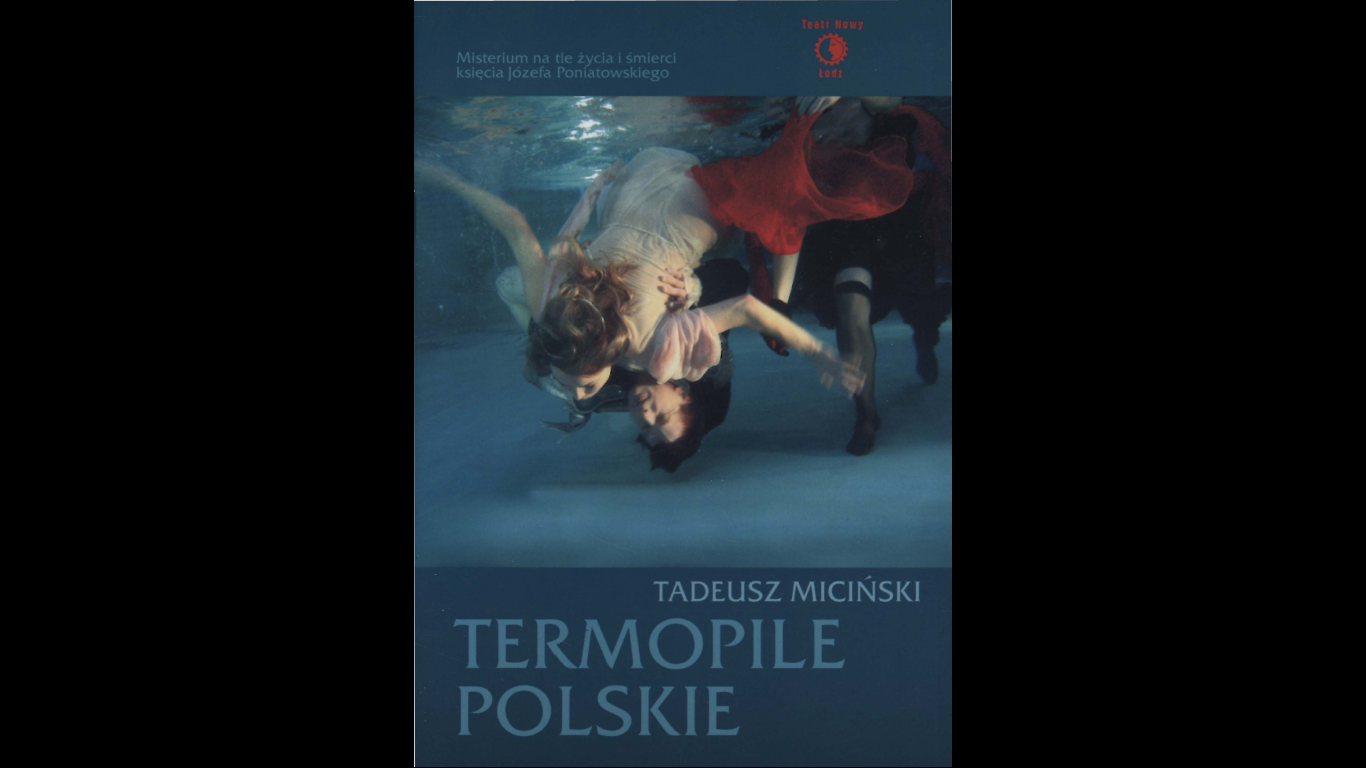 Teatr Nowy
Łódź
Misterium na tle życia i śmierci
księcia Józefa Poniatowskiego
TADEUSZ MICIŃSKI
TERMOPILE
POLSKIE